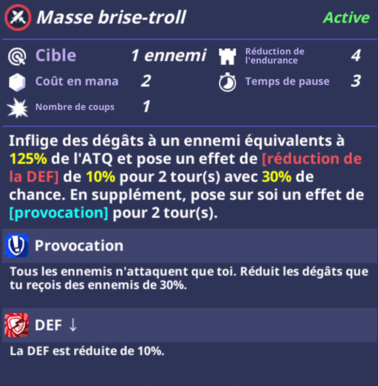 Masse brise-troll Active
Cible 1 ennemi Réduction de l'endurance 4
Coût en mana 2 Temps de pause 3
Nombre de coups 1
Inflige des dégâts à un ennemi équivalents à
125% de l'ATQ et pose un effet de [réduction de
la DEF] de 10% pour 2 tour(s) avec 30% de
chance. En supplément, pose sur soi un effet de
[provocation] pour 2 tour(s).
Provocation
Tous les ennemis n'attaquent que toi. Réduit les dégâts que
tu reçois des ennemis de 30%.
DEF ↓
La DEF est réduite de 10%.